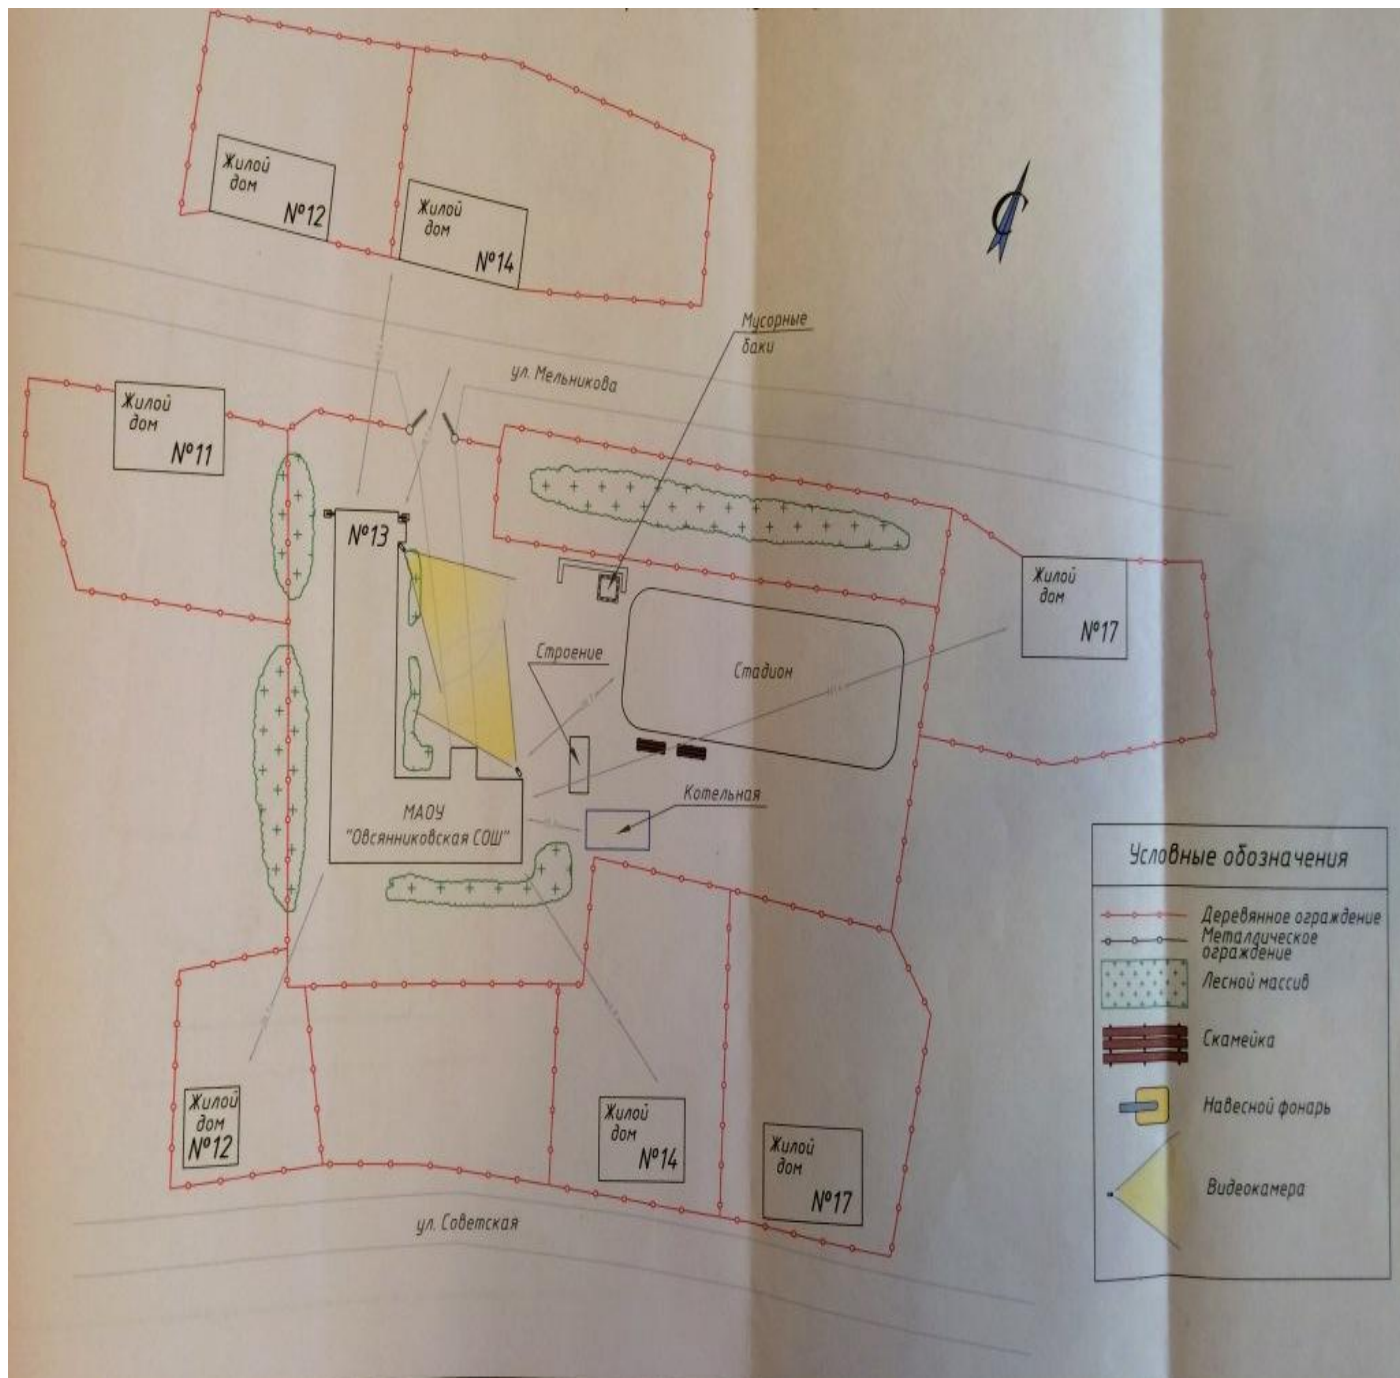 Жилой
дом
№12
Жилой
дом
№14
С
Мусорные
баки
ул. Мельникова
Жилой
дом
№11
№13
Жилой
дом
№17
Строение
Стадион
Котельная
МАОУ
"Овсянниковская СОШ"
Условные обозначения
Деревянное ограждение
Металлическое
ограждение
Лесной массив
Скамейка
Навесной фонарь
Видеокамера
Жилой
дом
№12
Жилой
дом
№14
Жилой
дом
№17
ул. Советская